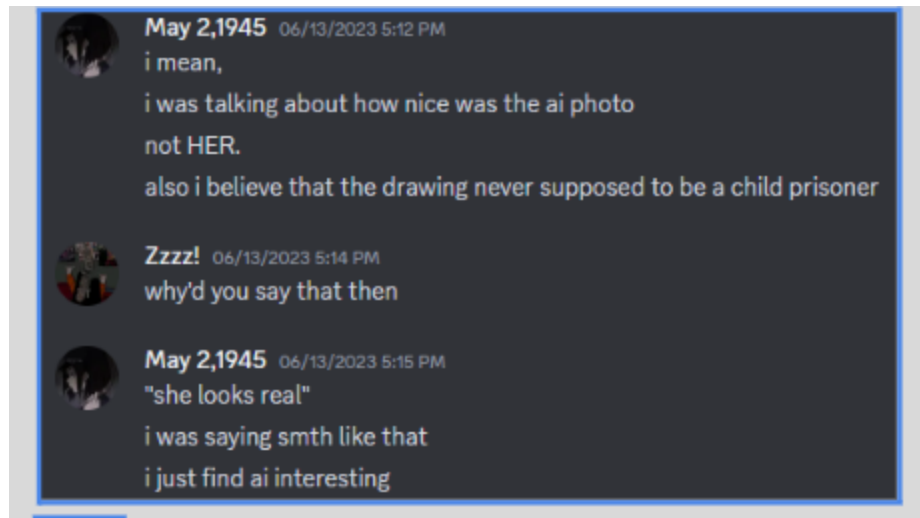 May 2,1945 06/13/2023 5:12 PM
i mean,
i was talking about how nice was the ai photo
not HER.
also i believe that the drawing never supposed to be a child prisoner
Zzzz! 06/13/2023 5:14 PM
why'd you say that then
May 2,1945 06/13/2023 5:15 PM
"she looks real"
i was saying smth like that
i just find ai interesting